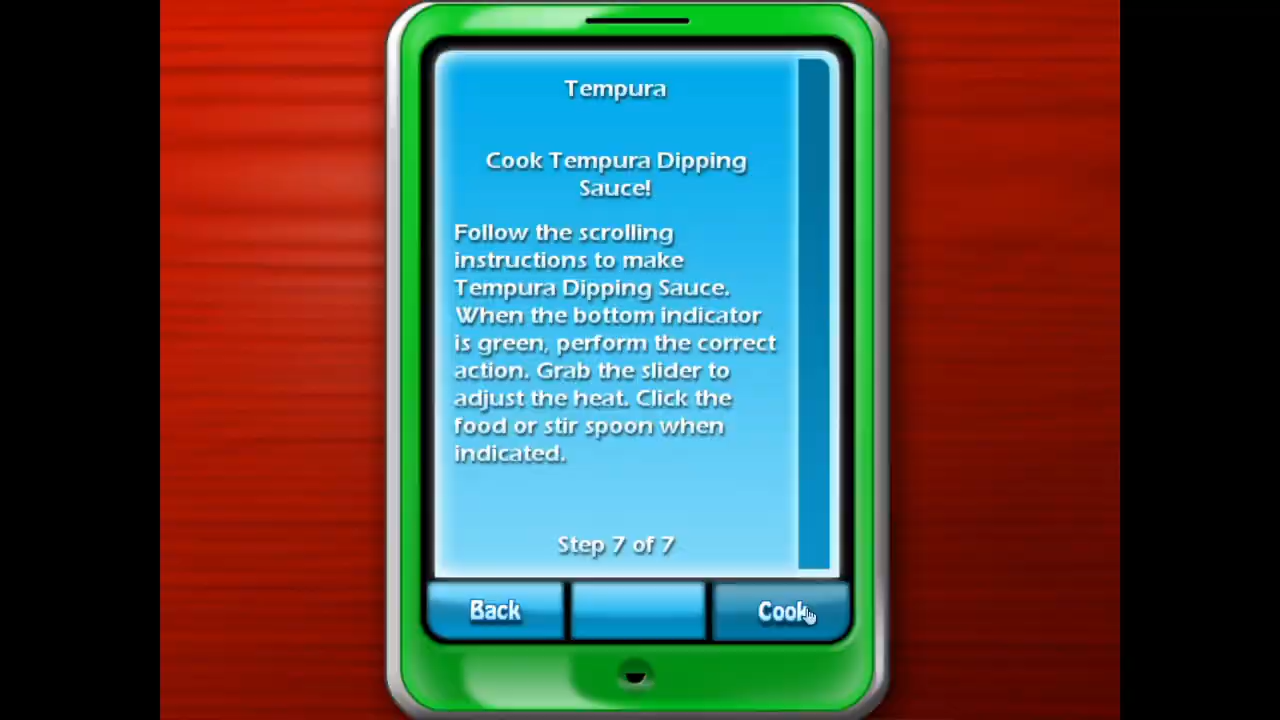 Tempura
Cook Tempura Dipping
Sauce!
Follow the scrolling
instructions to make
Tempura Dipping Sauce.
When the bottom indicator
is green, perform the correct
action. Grab the slider to
adjust the heat. Click the
food or stir spoon when
indicated.
Step 7 of 7
Back
Cook